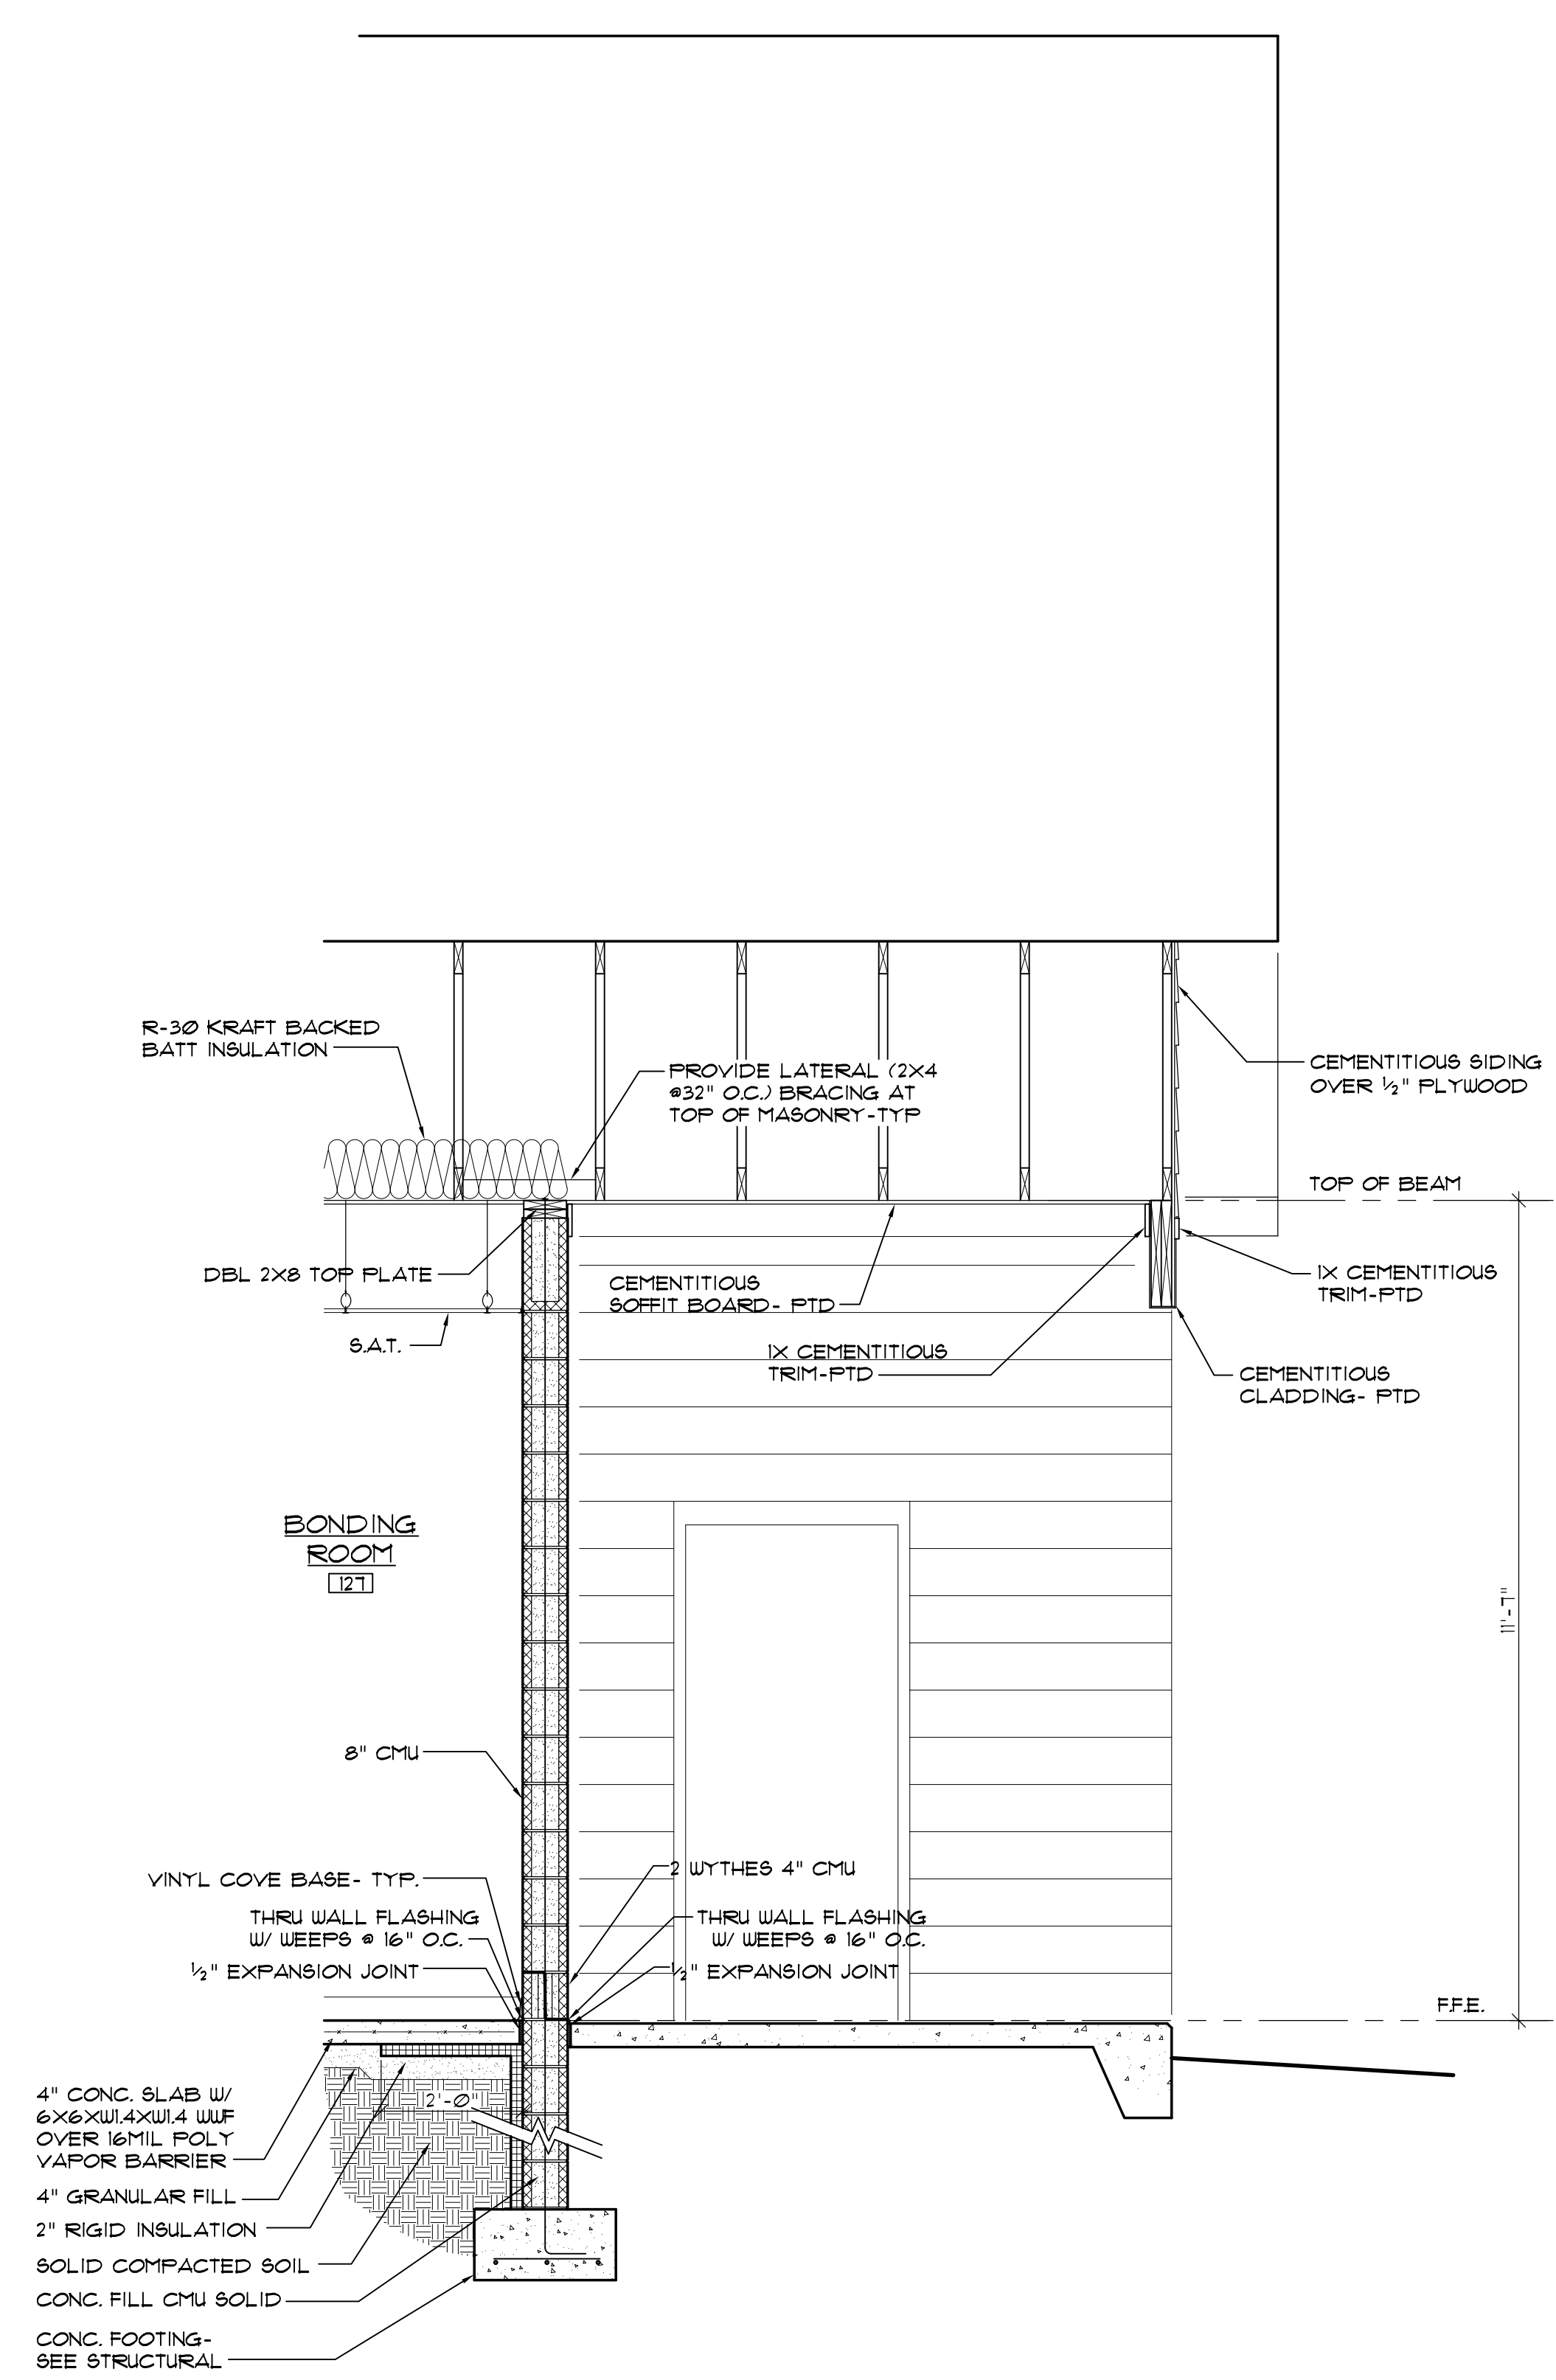 R-30 KRAFT BACKED
BATT INSULATION
PROVIDE LATERAL (2X4
@32" O.C.) BRACING AT
TOP OF MASONRY-TYP
CEMENTITIOUS SIDING
OVER ½" PLYWOOD
TOP OF BEAM
DBL 2X8 TOP PLATE
CEMENTITIOUS
SOFFIT BOARD- PTD
1X CEMENTITIOUS
TRIM-PTD
S.A.T.
1X CEMENTITIOUS
TRIM-PTD
CEMENTITIOUS
CLADDING- PTD
BONDING
ROOM
127
11'-7"
8" CMU
VINYL COVE BASE- TYP.
2 WYTHES 4" CMU
THRU WALL FLASHING
W/ WEEPS @ 16" O.C.
THRU WALL FLASHING
W/ WEEPS @ 16" O.C.
½" EXPANSION JOINT
½" EXPANSION JOINT
F.F.E.
2'-0"
4" CONC. SLAB W/
6X6XW1.4XW1.4 WWF
OVER 16MIL POLY
VAPOR BARRIER
4" GRANULAR FILL
2" RIGID INSULATION
SOLID COMPACTED SOIL
CONC. FILL CMU SOLID
CONC. FOOTING-
SEE STRUCTURAL